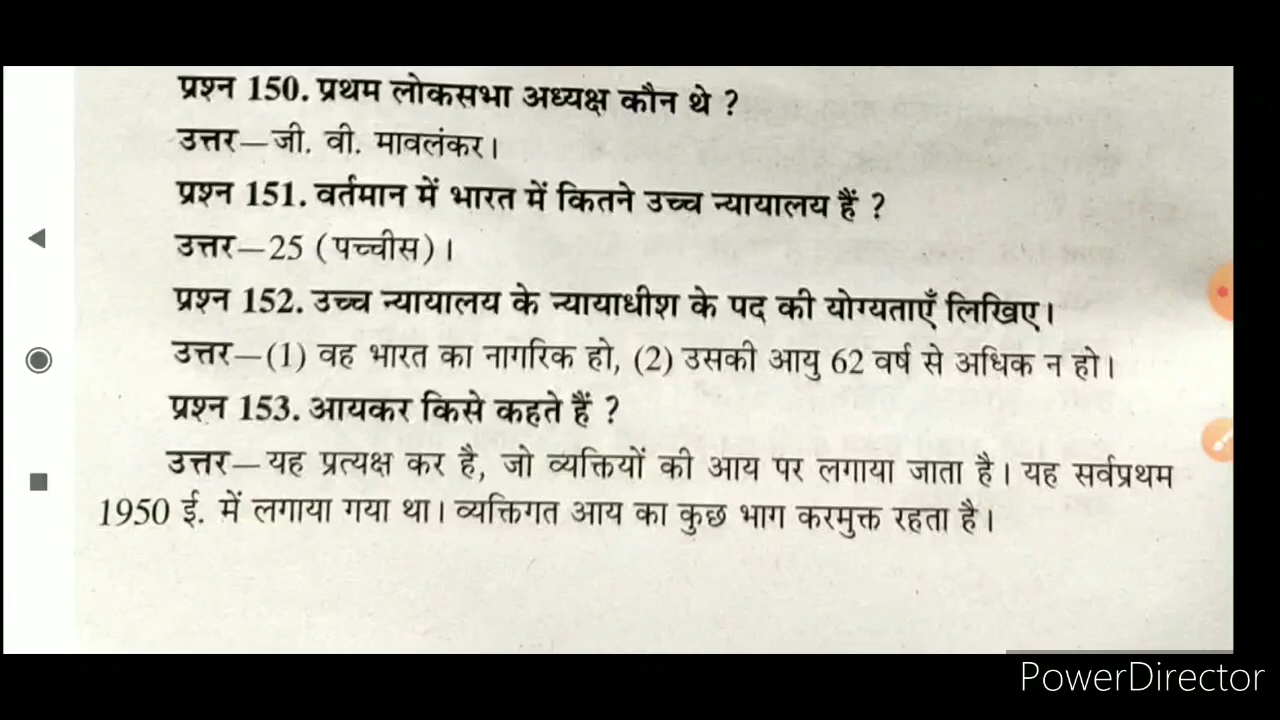 प्रश्न 150. प्रथम लोकसभा अध्यक्ष कौन थे ?
उत्तर—जी. वी. मावलंकर।
प्रश्न 151. वर्तमान में भारत में कितने उच्च न्यायालय हैं ?
उत्तर—25 (पच्चीस)।
प्रश्न 152. उच्च न्यायालय के न्यायाधीश के पद की योग्यताएँ लिखिए।
उत्तर—(1) वह भारत का नागरिक हो, (2) उसकी आयु 62 वर्ष से अधिक न हो।
प्रश्न 153. आयकर किसे कहते हैं ?
उत्तर—यह प्रत्यक्ष कर है, जो व्यक्तियों की आय पर लगाया जाता है। यह सर्वप्रथम
1950 ई. में लगाया गया था। व्यक्तिगत आय का कुछ भाग करमुक्त रहता है।
PowerDirector